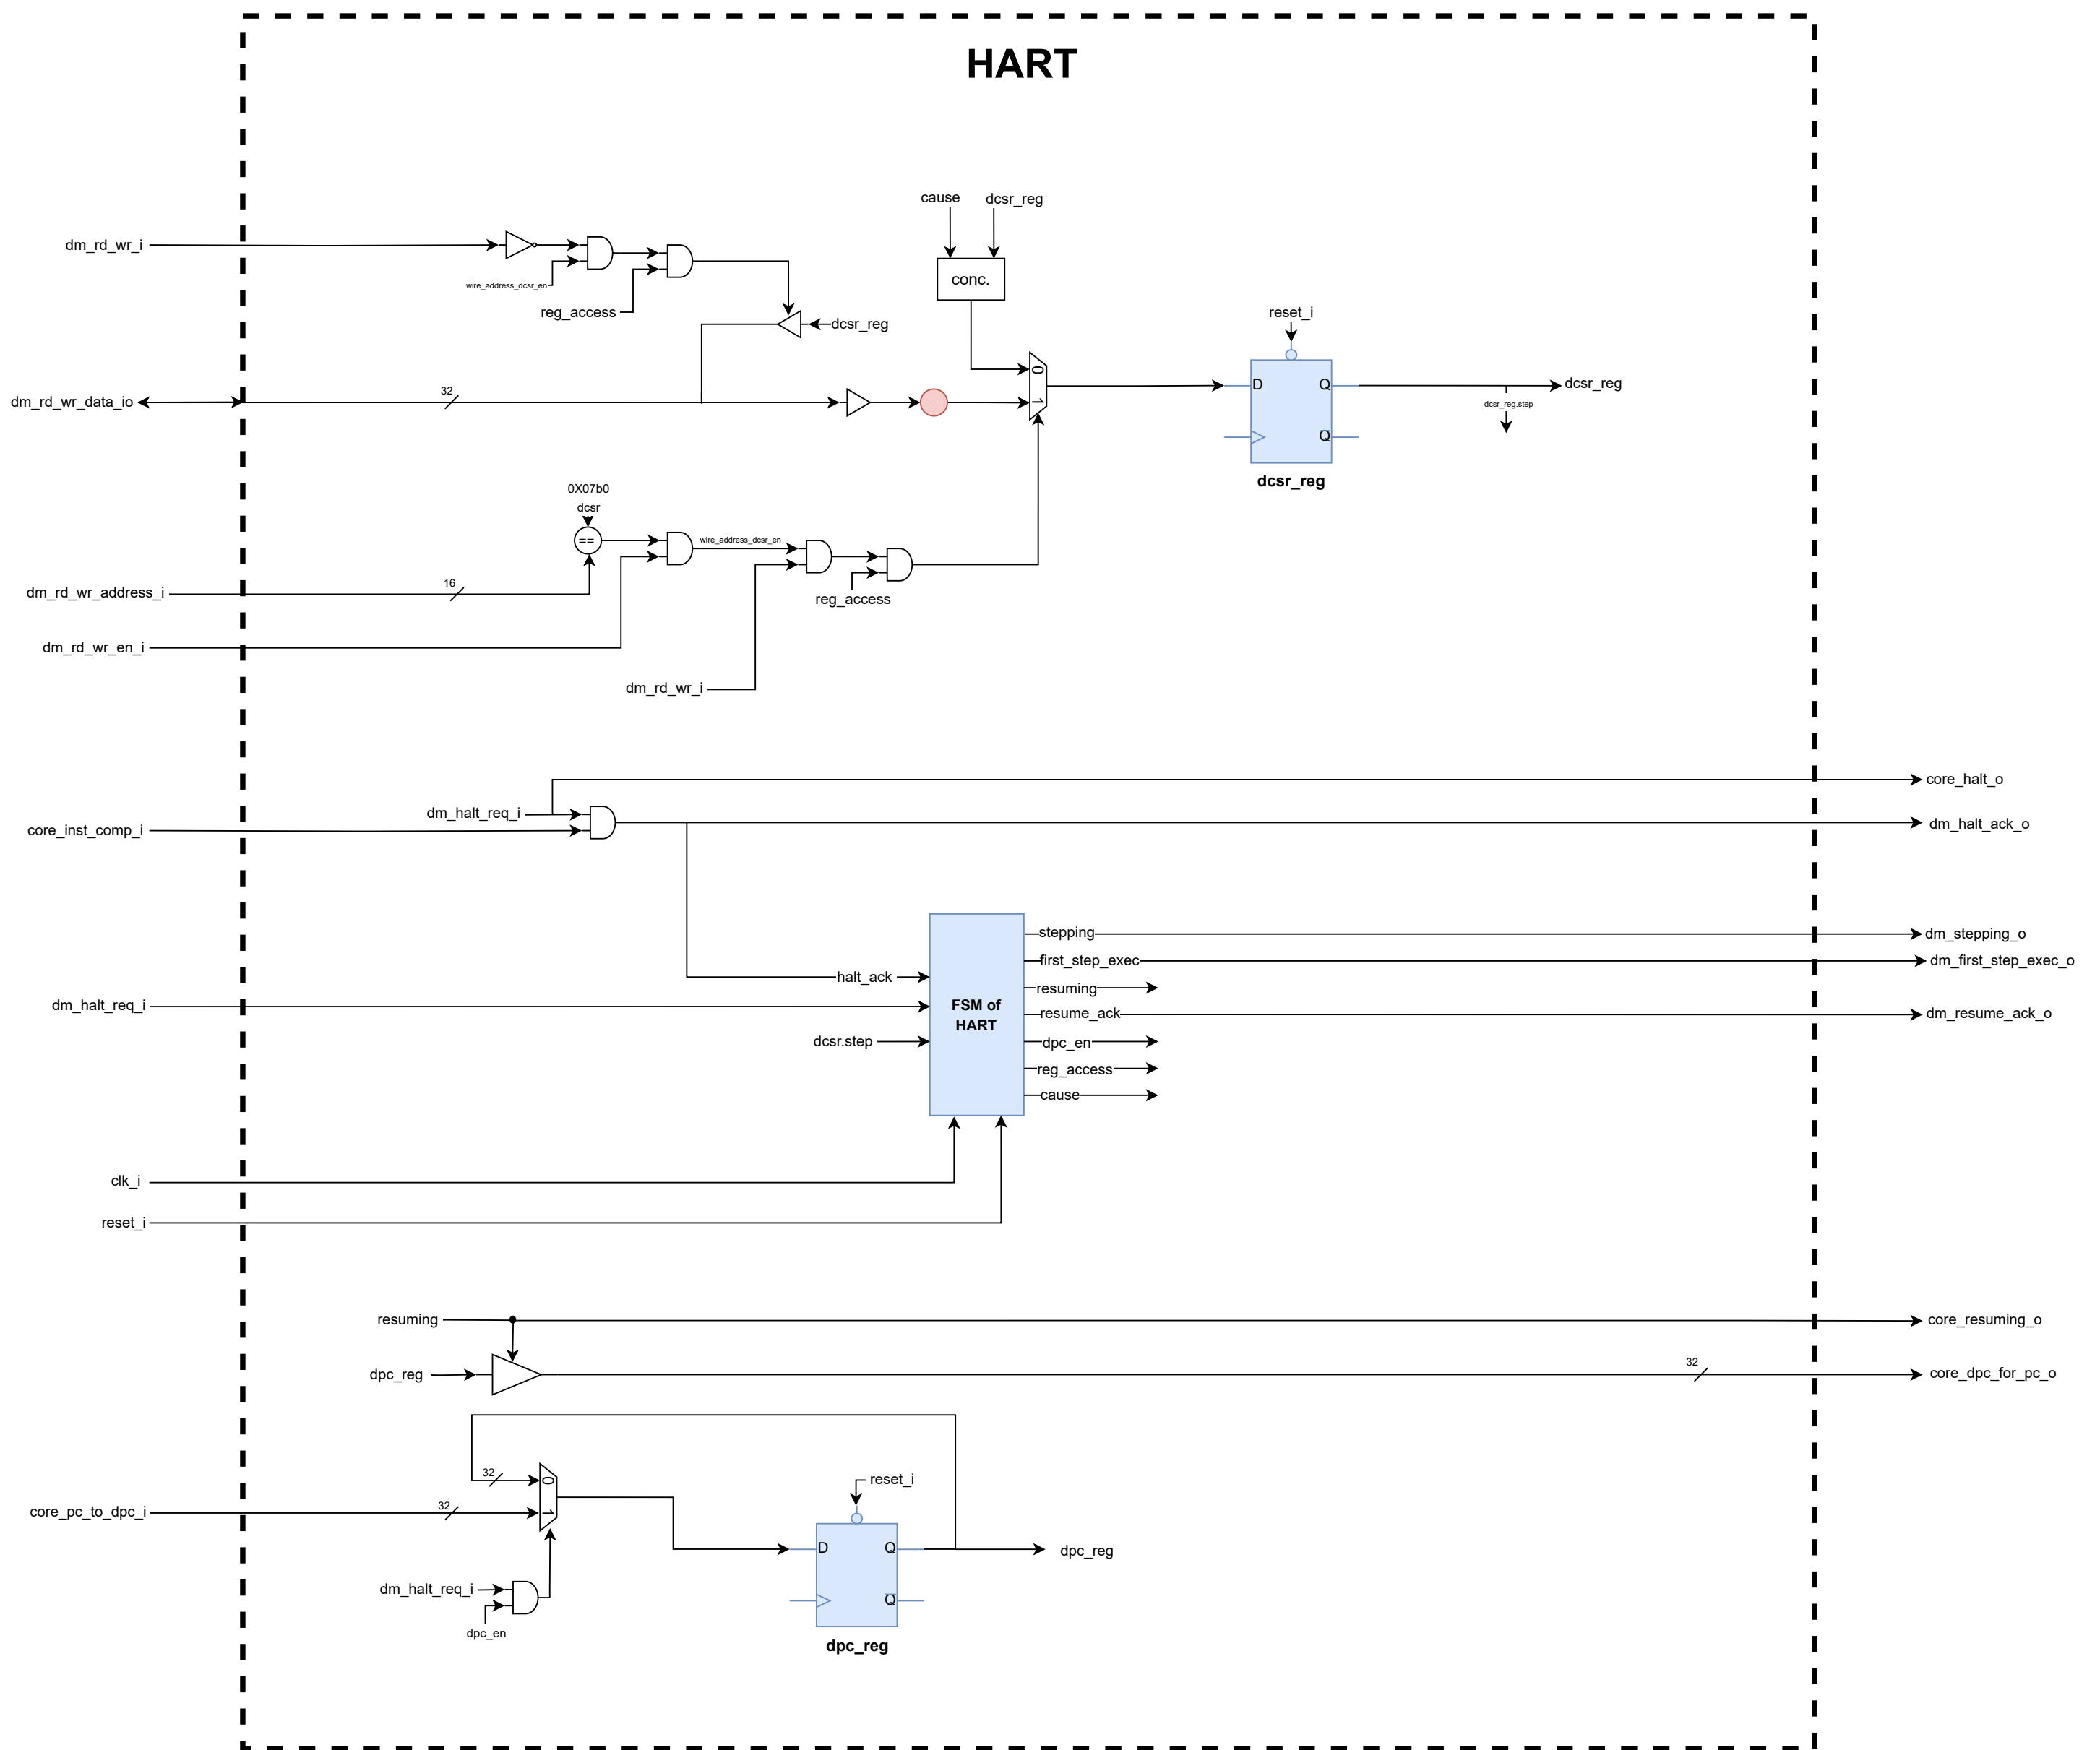 HART
cause
dcsr_reg
dm_rd_wr_i
conc.
wire_address_dcsr_en
reg_access
dcsr_reg
reset_i
32
dm_rd_wr_data_io
0
1
D
Q
Q
dcsr_reg
dcsr_reg.step
dcsr_reg
0X07b0
dcsr
==
wire_address_dcsr_en
16
dm_rd_wr_address_i
reg_access
dm_rd_wr_en_i
dm_rd_wr_i
core_halt_o
dm_halt_req_i
core_inst_comp_i
dm_halt_ack_o
stepping
dm_stepping_o
first_step_exec
dm_first_step_exec_o
halt_ack
resuming
dm_halt_req_i
FSM of
HART
resume_ack
dm_resume_ack_o
dcsr.step
dpc_en
reg_access
cause
clk_i
reset_i
resuming
core_resuming_o
32
dpc_reg
core_dpc_for_pc_o
32
0
1
reset_i
32
core_pc_to_dpc_i
D
Q
Q
dpc_reg
dm_halt_req_i
dpc_en
dpc_reg